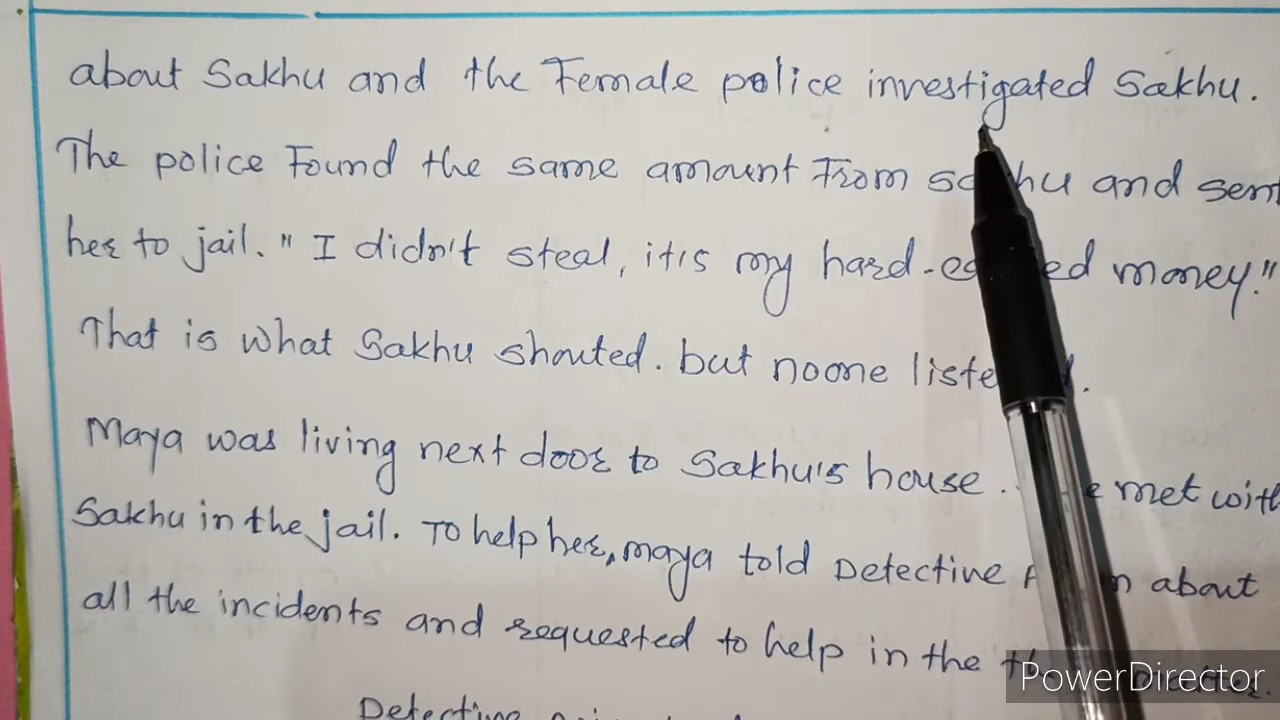 about Sakhu and the Female police investigated Sakhu.
The police Found the same amount From and sent
her to jail." I didn't steal, it's my money."
That is what Sakhu shouted. but noone
Maya was living next door to Sakhu's house. met with
Sakhu in the jail. To help her, maya told Detective about
all the incidents and requested to help in the
Detective
PowerDirector